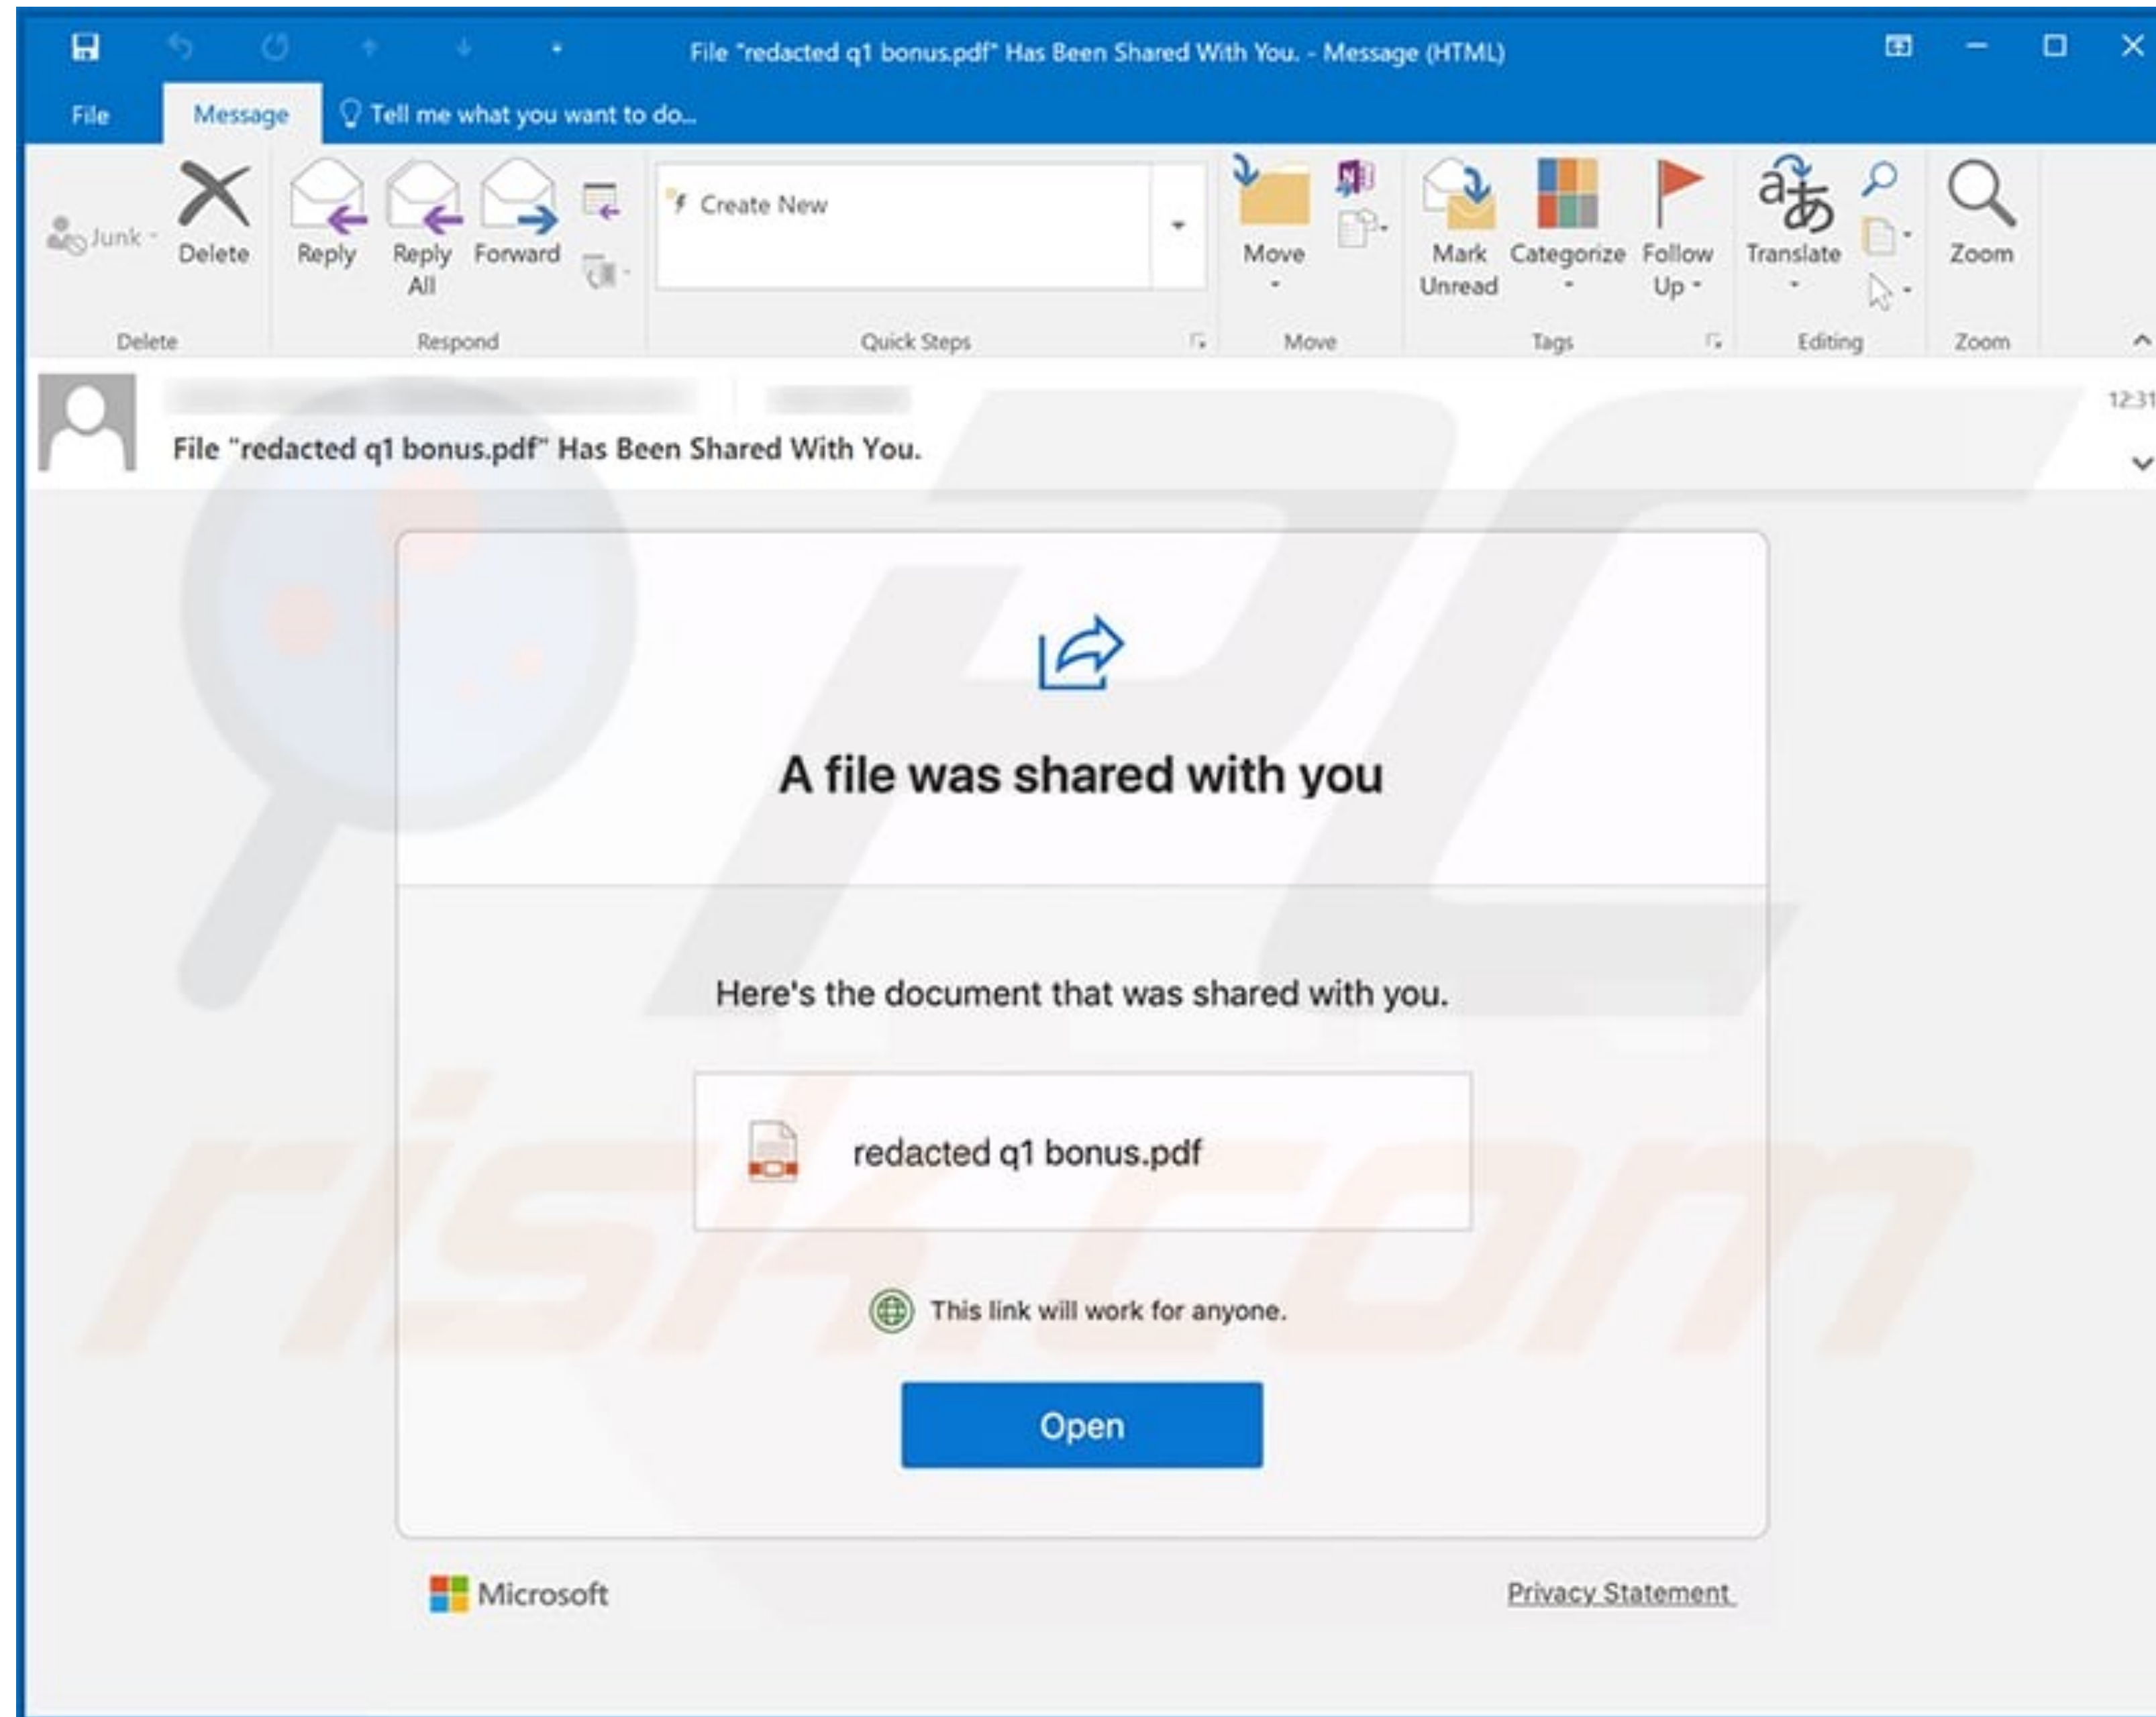 File "redacted q1 bonus.pdf" Has Been Shared With You. - Message (HTML)
File Message Tell me what you want to do...
Junk Delete Reply Reply All Forward Create New Move Mark Unread Categorize Follow Up Translate Zoom
Delete Respond Quick Steps Move Tags Editing Zoom
12:31
File "redacted q1 bonus.pdf" Has Been Shared With You.
A file was shared with you
Here's the document that was shared with you.
redacted q1 bonus.pdf
This link will work for anyone.
Open
Microsoft Privacy Statement
PC
risk.com